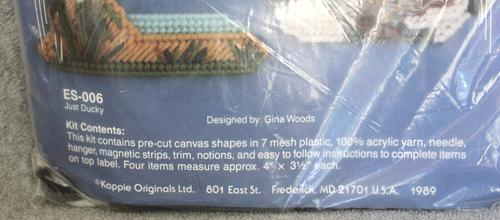 ES-006
Just Ducky
Designed by: Gina Woods
Kit Contents:
This kit contains pre-cut canvas shapes in 7 mesh plastic, 100% acrylic yarn, needle,
hanger, magnetic strips, trim, notions, and easy to follow instructions to complete items
on top label. Four items measure approx. 4" × 3½" each.
©Kappie Originals Ltd. 801 East St. Frederick, MD 21701 U.S.A. 1989